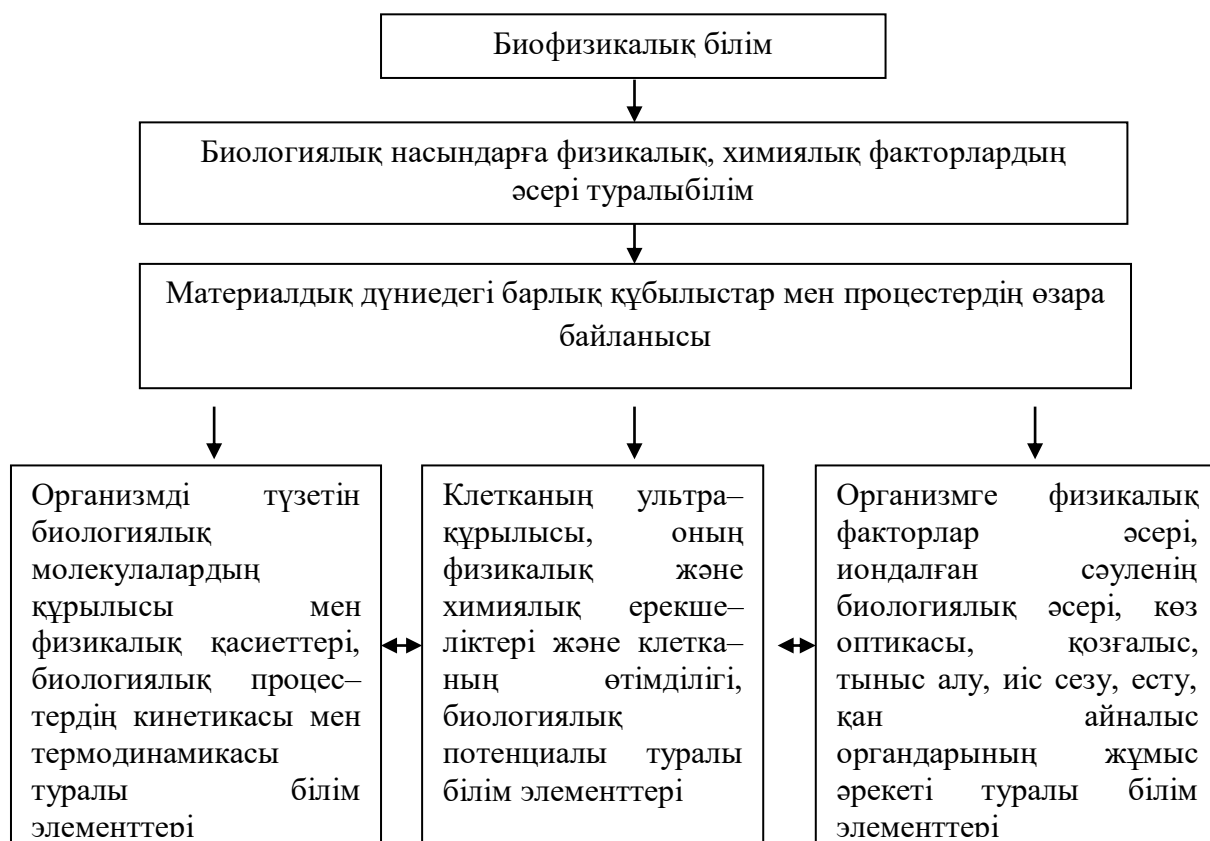 Биофизикалық білім
Биологиялық насындарға физикалық, химиялық факторлардың
әсері туралыбілім
Материалдық дүниедегі барлық құбылыстар мен процестердің өзара
байланысы
Организмді түзетін
биологиялық
молекулалардың
құрылысы мен
физикалық қасиеттері,
биологиялық процес–
тердің кинетикасы мен
термодинамикасы
туралы білім
элементтері
Клетканың ультра–
құрылысы, оның
физикалық және
химиялық ерекше–
ліктері және клетка–
ның өтімділігі,
биологиялық
потенциалы туралы
білім элементтері
Организмге физикалық
факторлар әсері,
иондалған сәуленің
биологиялық әсері, көз
оптикасы, қозғалыс,
тыныс алу, иіс сезу, есту,
қан айналыс
органдарының жұмыс
әрекеті туралы білім
элементтері